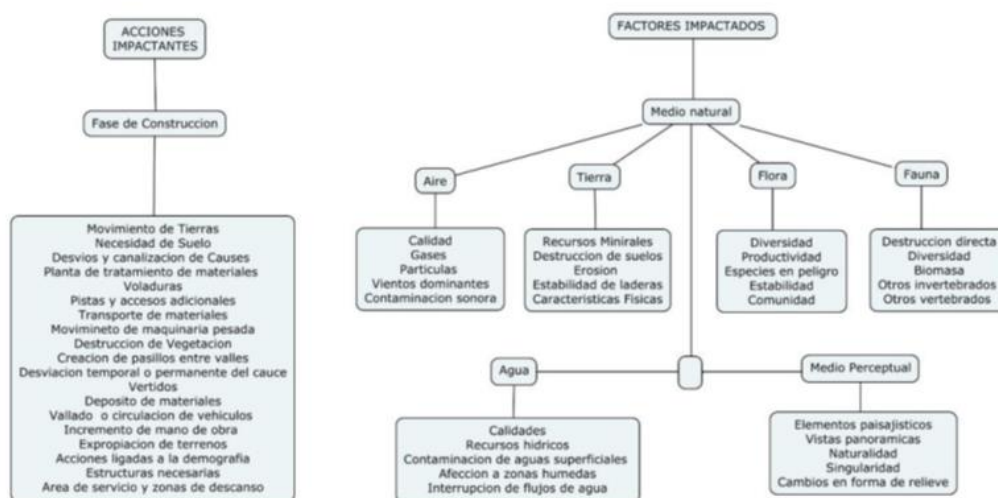 ACCIONES
IMPACTANTES
Fase de Construccion
Movimiento de Tierras
Necesidad de Suelo
Desvios y canalizacion de Causes
Planta de tratamiento de materiales
Voladuras
Pistas y accesos adicionales
Transporte de materiales
Movimineto de maquinaria pesada
Destruccion de Vegetacion
Creacion de pasillos entre valles
Desviacion temporal o permanente del cauce
Vertidos
Deposito de materiales
Vallado o circulacion de vehiculos
Incremento de mano de obra
Expropiacion de terrenos
Acciones ligadas a la demografia
Estructuras necesarias
Area de servicio y zonas de descanso
FACTORES IMPACTADOS
Medio natural
Aire
Calidad
Gases
Particulas
Vientos dominantes
Contaminacion sonora
Tierra
Recursos Minirales
Destruccion de suelos
Erosion
Estabilidad de laderas
Caracteristicas Fisicas
Flora
Diversidad
Productividad
Especies en peligro
Estabilidad
Comunidad
Fauna
Destruccion directa
Diversidad
Biomasa
Otros invertebrados
Otros vertebrados
Agua
Calidades
Recursos hidricos
Contaminacion de aguas superficiales
Afeccion a zonas humedas
Interrupcion de flujos de agua
Medio Perceptual
Elementos paisajisticos
Vistas panoramicas
Naturalidad
Singularidad
Cambios en forma de relieve